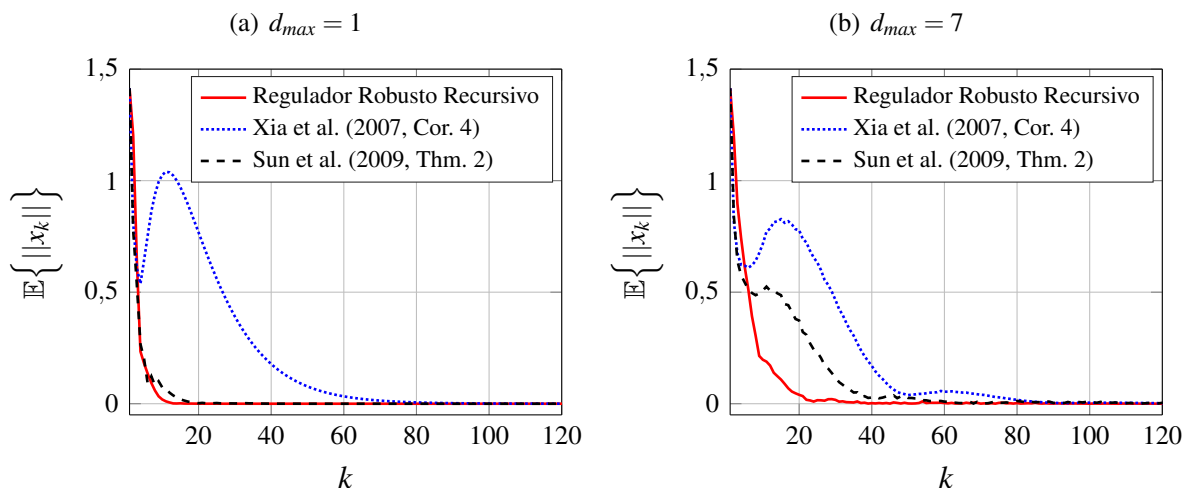 (a) d_max = 1
1,5
1
0,5
0
20 40 60 80 100 120
k
𝔼{||x_k||}
Regulador Robusto Recursivo
Xia et al. (2007, Cor. 4)
Sun et al. (2009, Thm. 2)
(b) d_max = 7
1,5
1
0,5
0
20 40 60 80 100 120
k
𝔼{||x_k||}
Regulador Robusto Recursivo
Xia et al. (2007, Cor. 4)
Sun et al. (2009, Thm. 2)